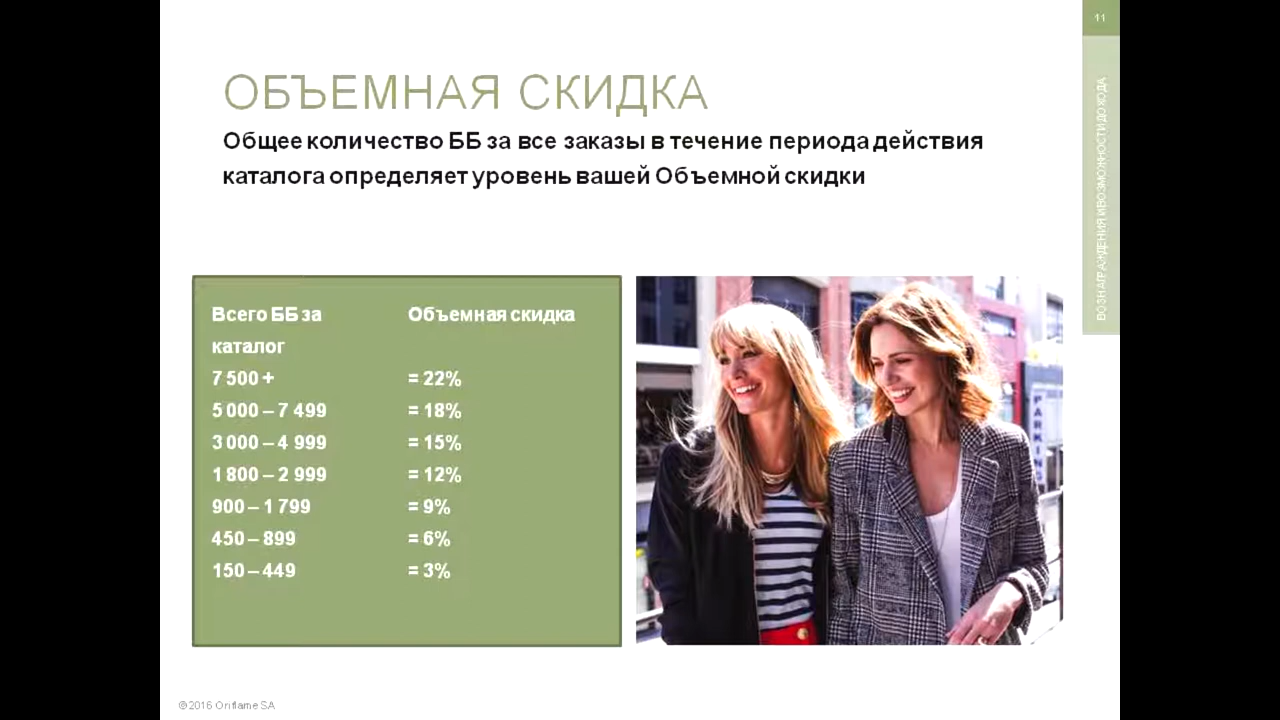 11
ВОЗНАГРАЖДЕНИЯ И ВОЗМОЖНОСТИ ДОХОДА
ОБЪЕМНАЯ СКИДКА
Общее количество ББ за все заказы в течение периода действия
каталога определяет уровень вашей Объемной скидки
Всего ББ за Объемная скидка
каталог
7 500 + = 22%
5 000 – 7 499 = 18%
3 000 – 4 999 = 15%
1 800 – 2 999 = 12%
900 – 1 799 = 9%
450 – 899 = 6%
150 – 449 = 3%
PARKING
© 2016 Oriflame SA